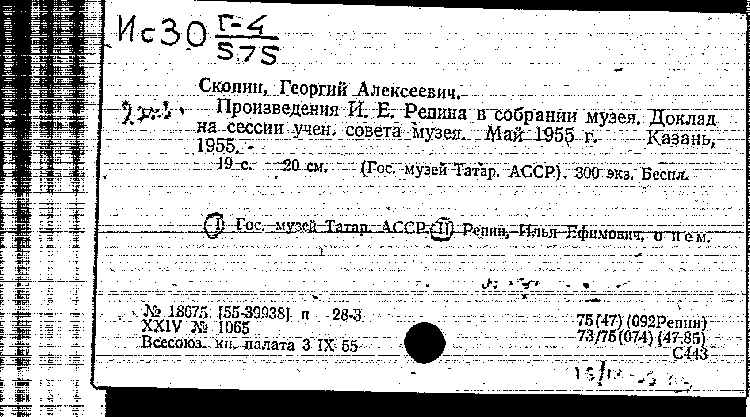 Ис30 Г-4/575
Скопин, Георгий Алексеевич.
Произведения И. Е. Репина в собрании музея. Доклад
на сессии учен. совета музея. Май 1955 г. Казань,
1955.
19 с. 20 см. (Гос. музей Татар. АССР). 300 экз. Беспл.
I Гос. музей Татар. АССР. II Репин, Илья Ефимович, о нем.
№ 18675 [55-39938] п 28-3
XXIV № 1065
Всесоюз. кн. палата 3 IX 55
75(47)(092Репин)
73/75(074)(47.85)
С443